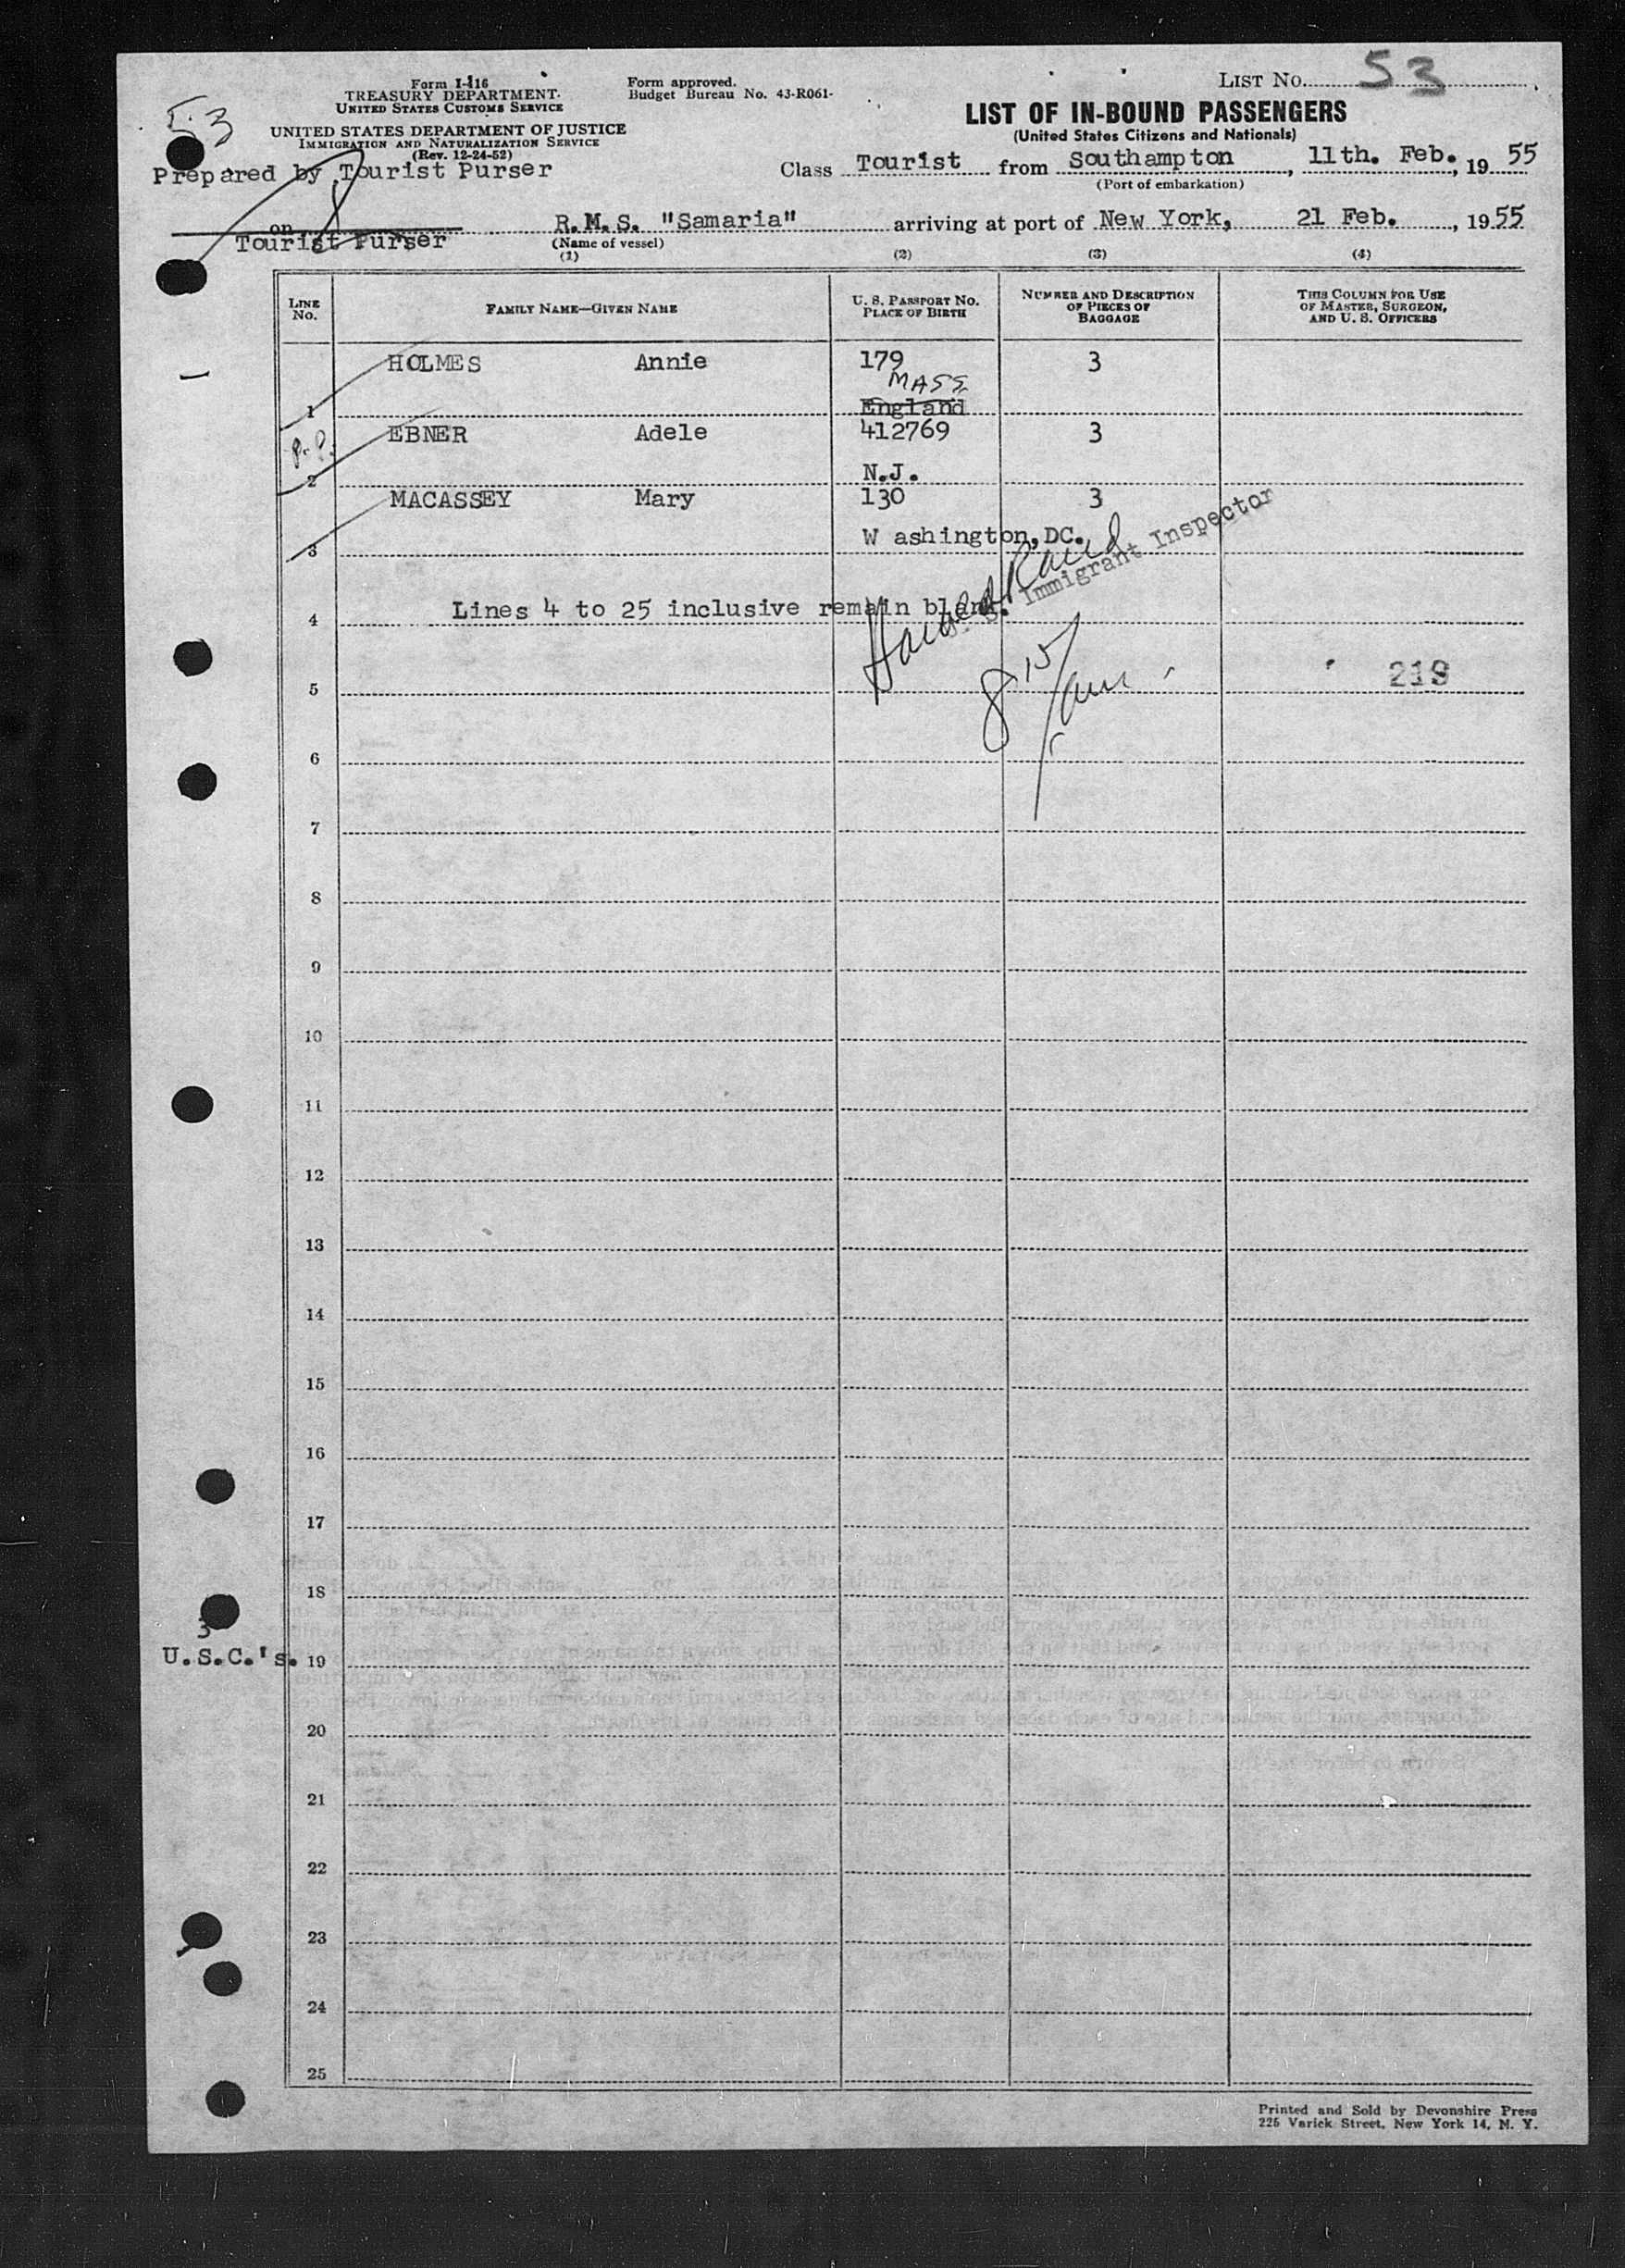 LIST NO. 53
53
Form I-416
TREASURY DEPARTMENT
UNITED STATES CUSTOMS SERVICE
Form approved.
Budget Bureau No. 43-R061-
UNITED STATES DEPARTMENT OF JUSTICE
IMMIGRATION AND NATURALIZATION SERVICE
(Rev. 12-24-52)
LIST OF IN-BOUND PASSENGERS
(United States Citizens and Nationals)
Prepared by Tourist Purser
Class Tourist from Southampton, 11th. Feb., 1955
(Port of embarkation)
on R.M.S. "Samaria" arriving at port of New York, 21 Feb., 1955
Tourist Purser
(Name of vessel)
(1) (2) (3) (4)
LINE NO.
FAMILY NAME—GIVEN NAME
U. S. PASSPORT NO.
PLACE OF BIRTH
NUMBER AND DESCRIPTION
OF PIECES OF
BAGGAGE
THIS COLUMN FOR USE
OF MASTER, SURGEON,
AND U. S. OFFICERS
HOLMES Annie 179 3
MASS
1 England
P.P. EBNER Adele 412769 3
2 N.J.
MACASSEY Mary 130 3
3 Washington, DC.
Immigrant Inspector
4 Lines 4 to 25 inclusive remain blank.
8 15 am
5 219
6
7
8
9
10
11
12
13
14
15
16
17
18
3
U.S.C.'s. 19
20
21
22
23
24
25
Printed and Sold by Devonshire Press
225 Varick Street, New York 14, N. Y.